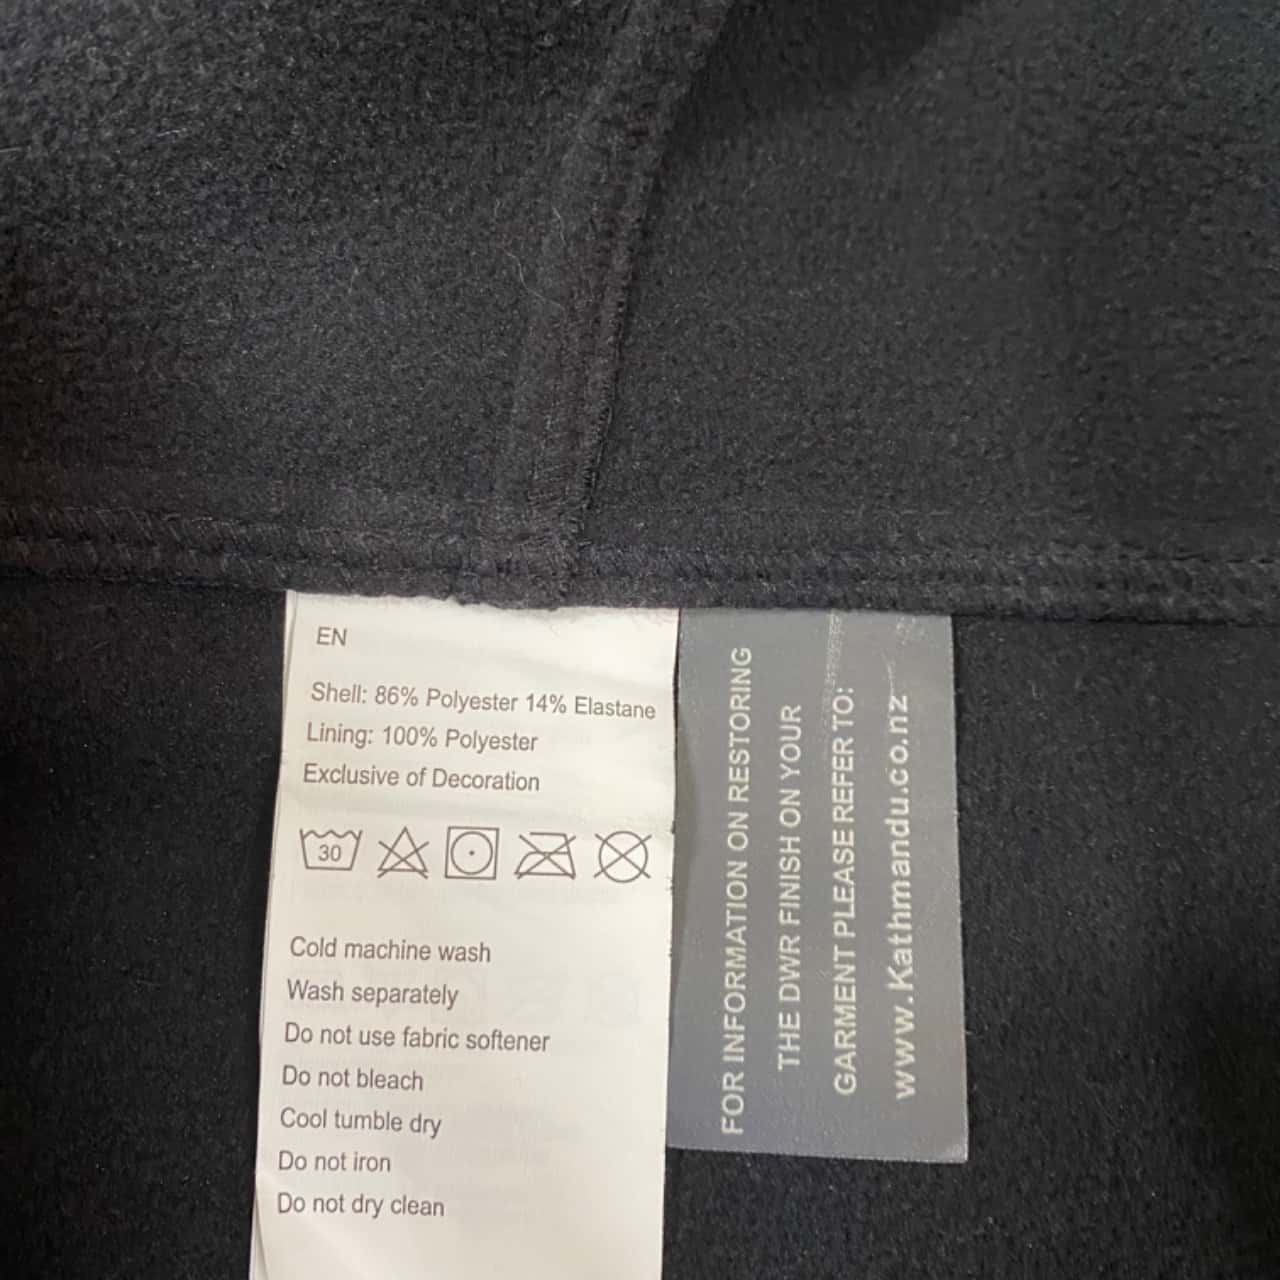 EN
Shell: 86% Polyester 14% Elastane
Lining: 100% Polyester
Exclusive of Decoration
30
Cold machine wash
Wash separately
Do not use fabric softener
Do not bleach
Cool tumble dry
Do not iron
Do not dry clean
FOR INFORMATION ON RESTORING
THE DWR FINISH ON YOUR
GARMENT PLEASE REFER TO:
www.Kathmandu.co.nz